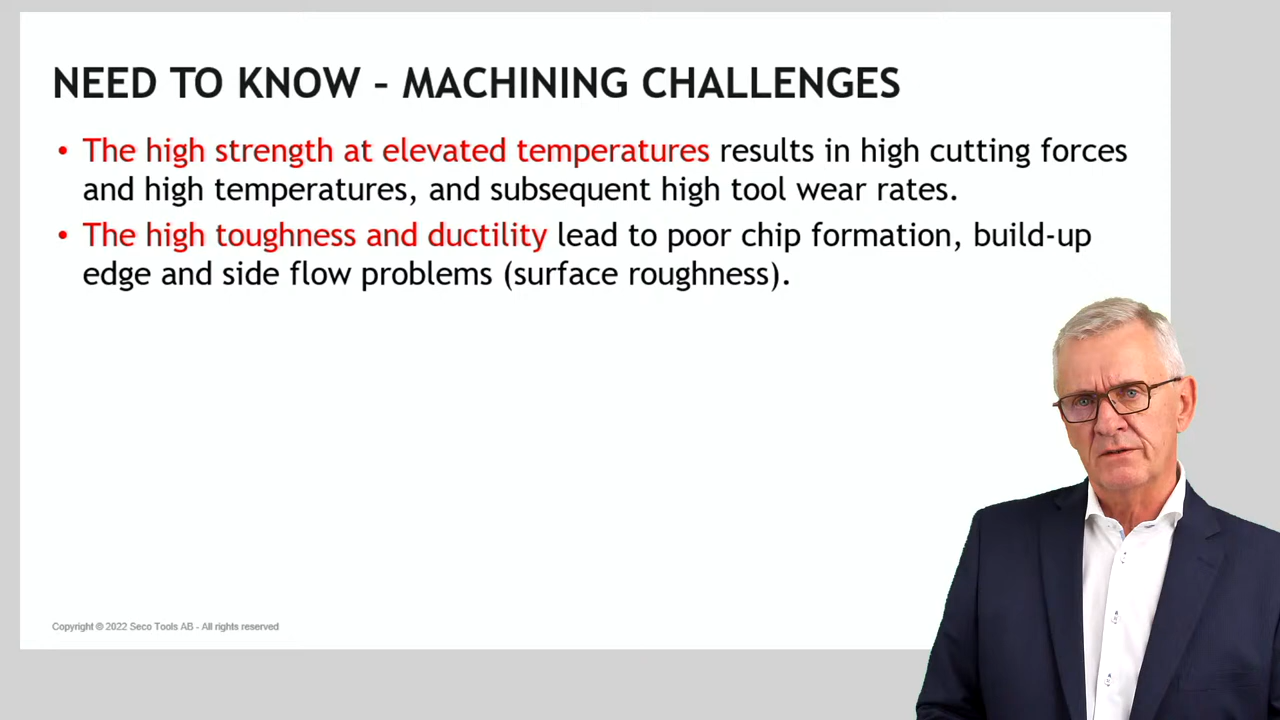 NEED TO KNOW – MACHINING CHALLENGES
• The high strength at elevated temperatures results in high cutting forces
and high temperatures, and subsequent high tool wear rates.
• The high toughness and ductility lead to poor chip formation, build-up
edge and side flow problems (surface roughness).
Copyright © 2022 Seco Tools AB - All rights reserved